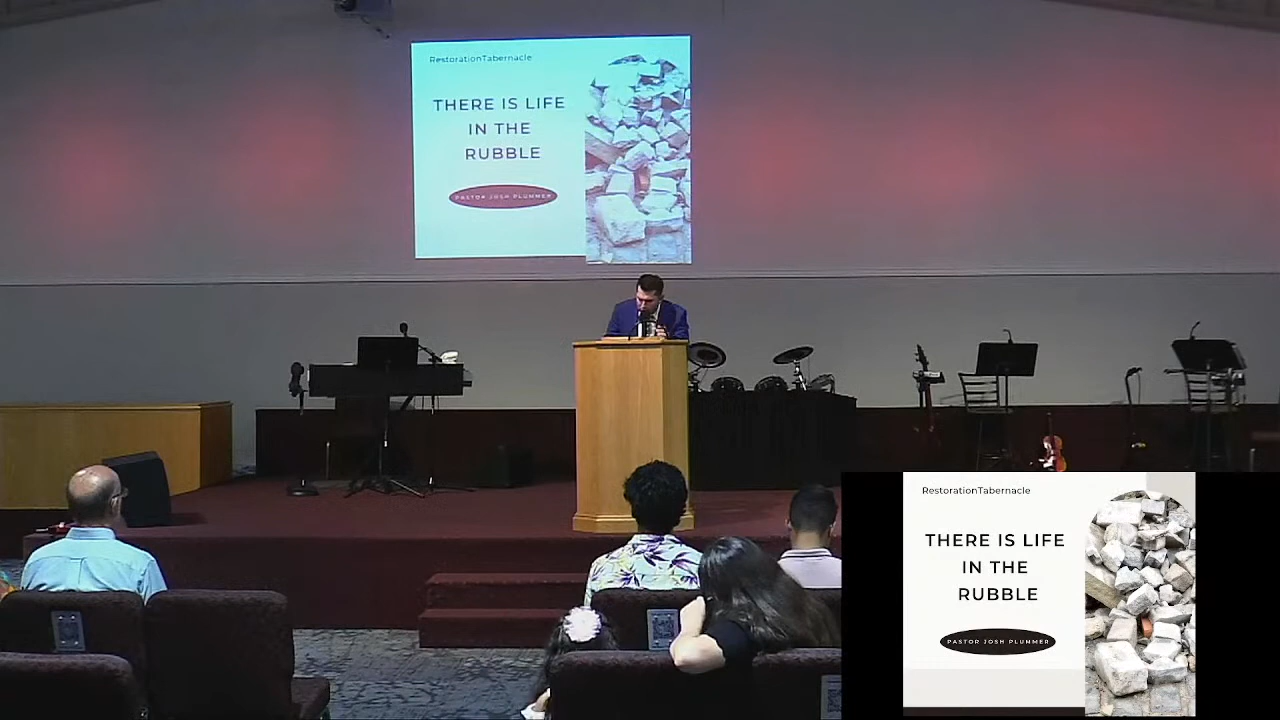 RestorationTabernacle
THERE IS LIFE
IN THE
RUBBLE
PASTOR JOSH PLUMMER
RestorationTabernacle
THERE IS LIFE
IN THE
RUBBLE
PASTOR JOSH PLUMMER